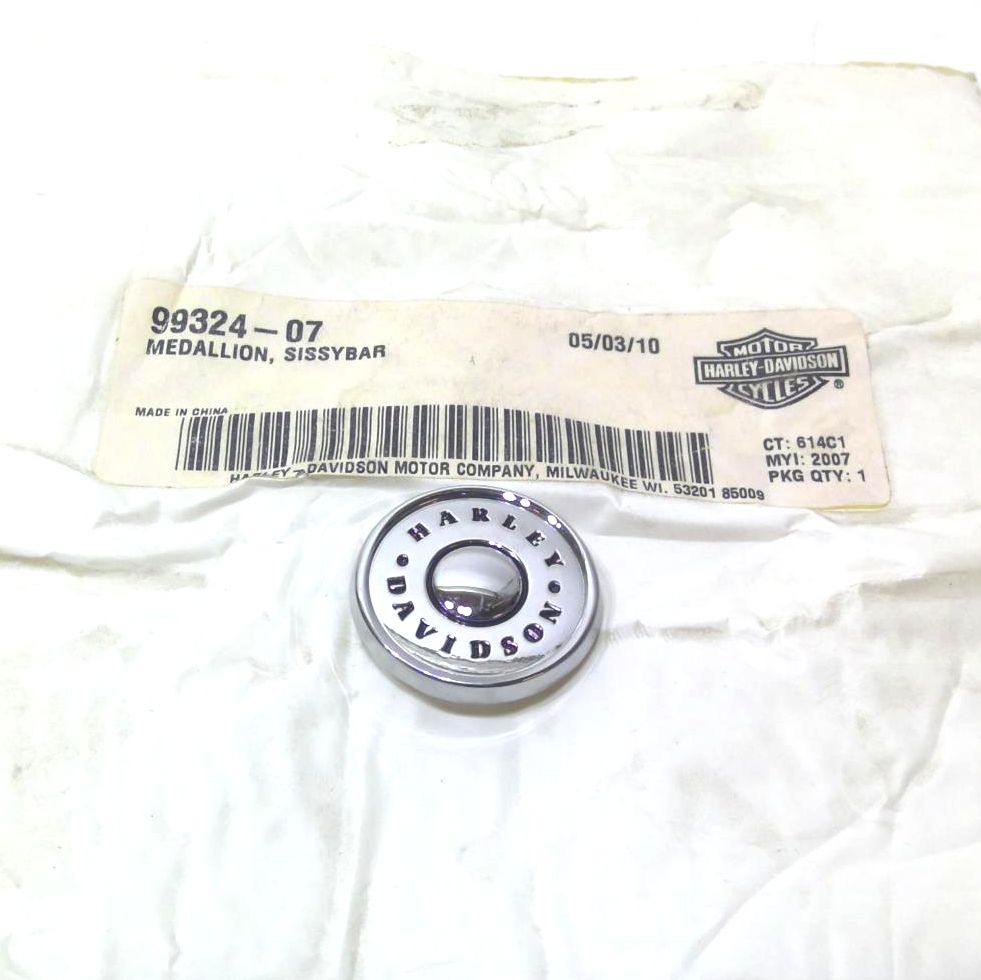 99324-07
MEDALLION, SISSYBAR
05/03/10
MOTOR
HARLEY-DAVIDSON
CYCLES
®
MADE IN CHINA
CT: 614C1
MYI: 2007
PKG QTY: 1
HARLEY-DAVIDSON MOTOR COMPANY, MILWAUKEE WI. 53201 85009
HARLEY
DAVIDSON